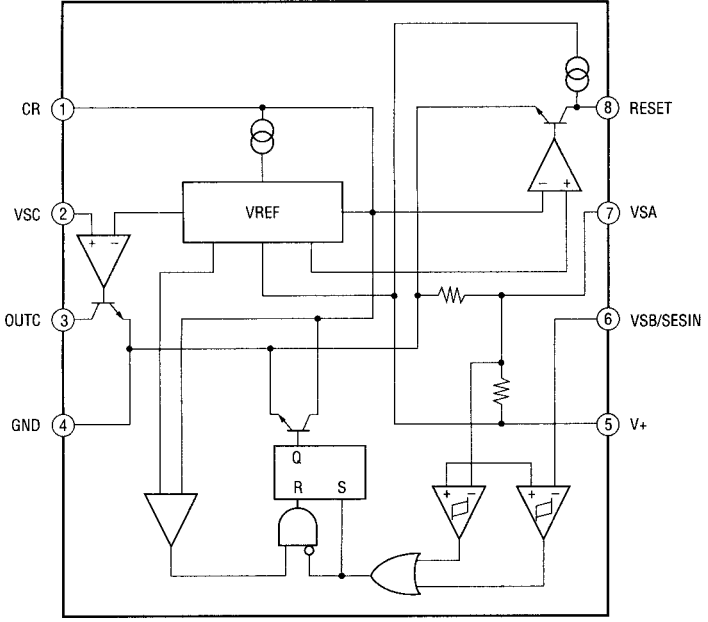 CR 1
8 RESET
VREF
VSC 2
7 VSA
- +
+ -
OUTC 3
6 VSB/SESIN
GND 4
5 V+
Q
R S
+ - + -